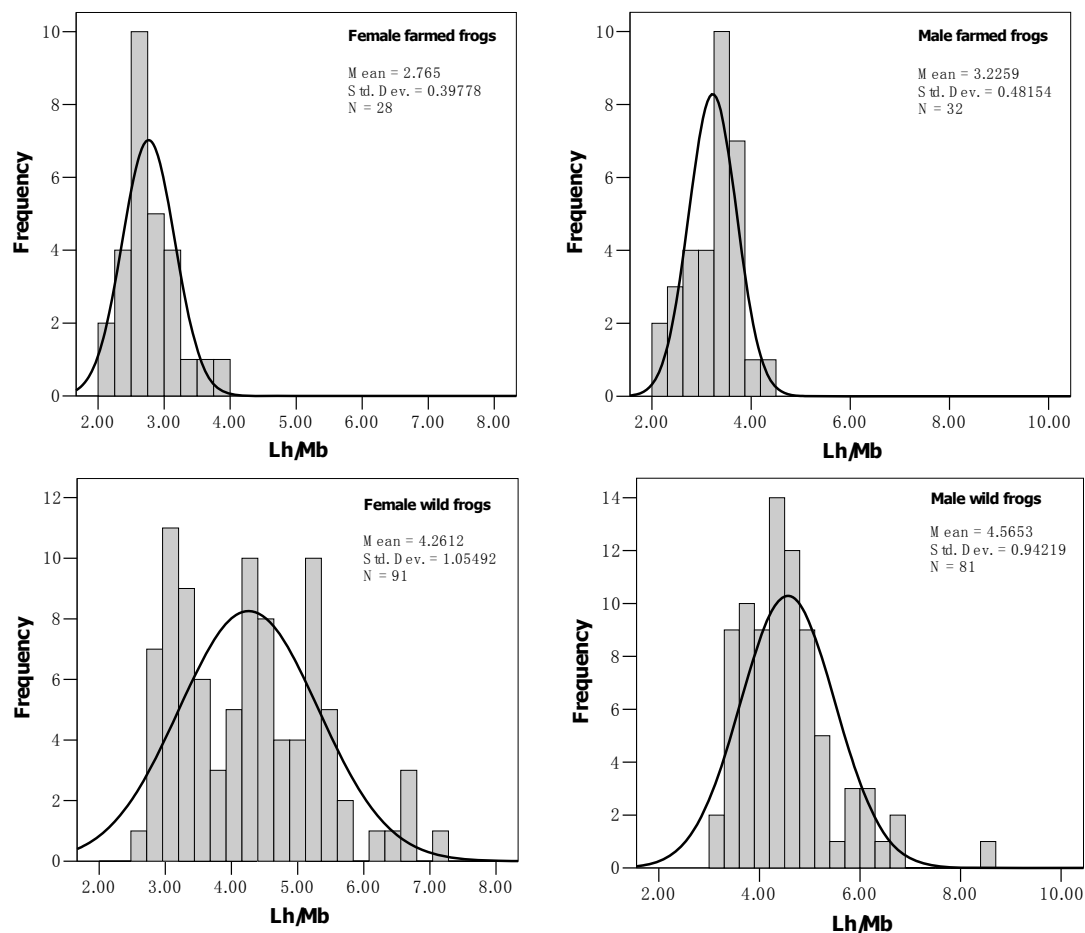 Female farmed frogs
Mean = 2.765
Std. Dev. = 0.39778
N = 28
Frequency
10
8
6
4
2
0
2.00 3.00 4.00 5.00 6.00 7.00 8.00
Lh/Mb
Male farmed frogs
Mean = 3.2259
Std. Dev. = 0.48154
N = 32
Frequency
10
8
6
4
2
0
2.00 4.00 6.00 8.00 10.00
Lh/Mb
Female wild frogs
Mean = 4.2612
Std. Dev. = 1.05492
N = 91
Frequency
12
10
8
6
4
2
0
2.00 3.00 4.00 5.00 6.00 7.00 8.00
Lh/Mb
Male wild frogs
Mean = 4.5653
Std. Dev. = 0.94219
N = 81
Frequency
14
12
10
8
6
4
2
0
2.00 4.00 6.00 8.00 10.00
Lh/Mb